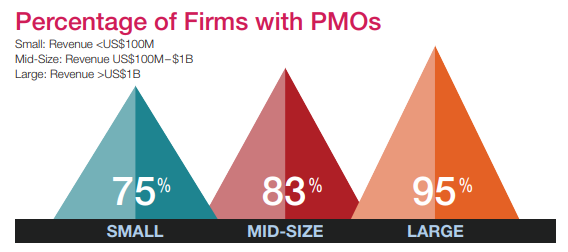 Percentage of Firms with PMOs
Small: Revenue <US$100M
Mid-Size: Revenue US$100M–$1B
Large: Revenue >US$1B
75% 83% 95%
SMALL MID-SIZE LARGE